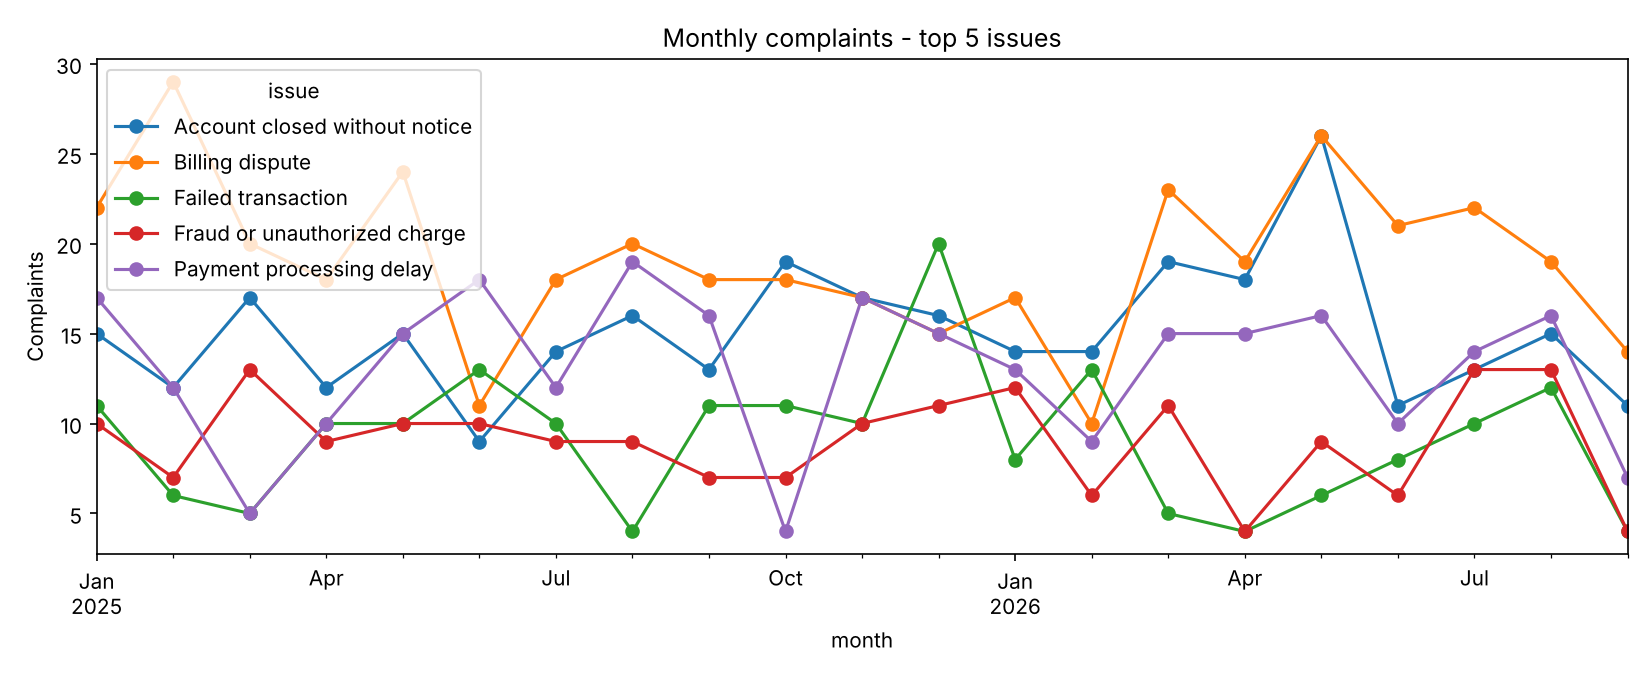 Monthly complaints - top 5 issues
Complaints
30
25
20
15
10
5
issue
Account closed without notice
Billing dispute
Failed transaction
Fraud or unauthorized charge
Payment processing delay
Jan Apr Jul Oct Jan Apr Jul
2025 2026
month